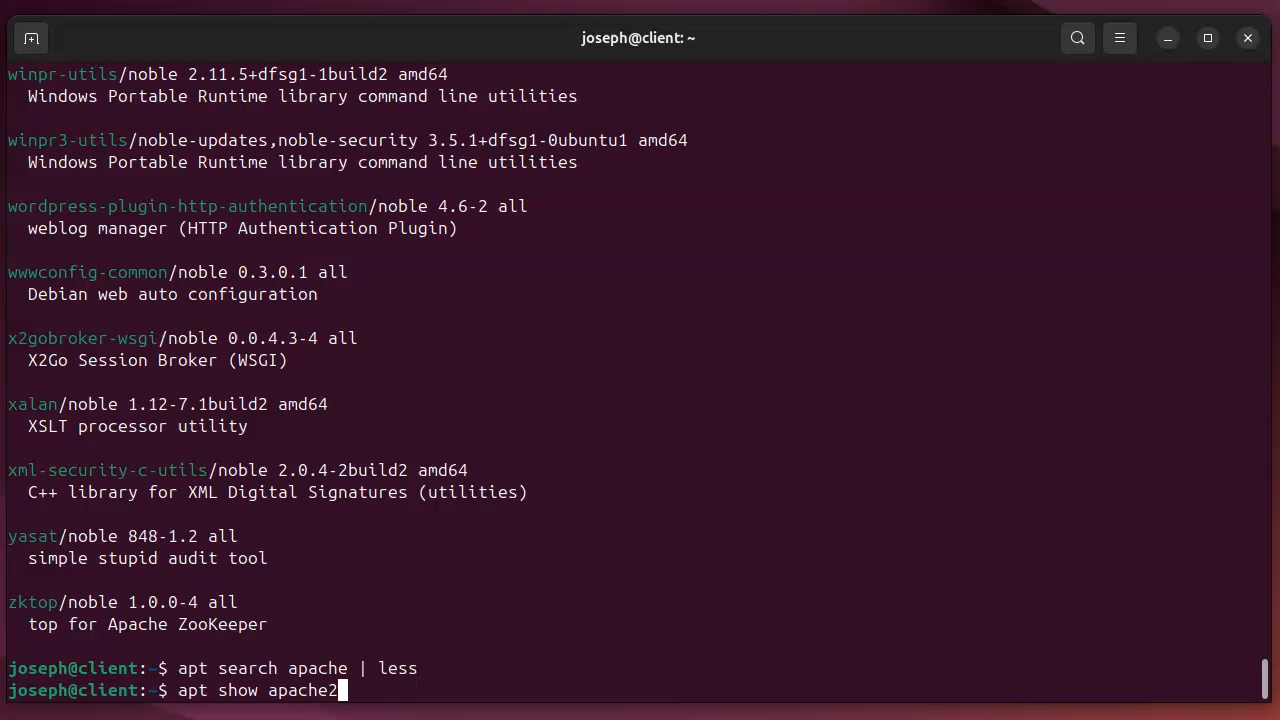 joseph@client: ~
winpr-utils/noble 2.11.5+dfsg1-1build2 amd64
Windows Portable Runtime library command line utilities
winpr3-utils/noble-updates,noble-security 3.5.1+dfsg1-0ubuntu1 amd64
Windows Portable Runtime library command line utilities
wordpress-plugin-http-authentication/noble 4.6-2 all
weblog manager (HTTP Authentication Plugin)
wwwconfig-common/noble 0.3.0.1 all
Debian web auto configuration
x2gobroker-wsgi/noble 0.0.4.3-4 all
X2Go Session Broker (WSGI)
xalan/noble 1.12-7.1build2 amd64
XSLT processor utility
xml-security-c-utils/noble 2.0.4-2build2 amd64
C++ library for XML Digital Signatures (utilities)
yasat/noble 848-1.2 all
simple stupid audit tool
zktop/noble 1.0.0-4 all
top for Apache ZooKeeper
joseph@client:~$ apt search apache | less
joseph@client:~$ apt show apache2